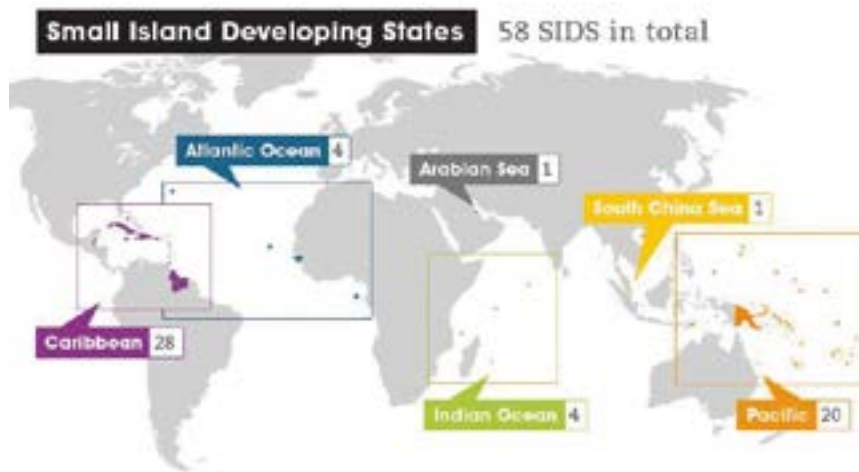 Small Island Developing States 58 SIDS in total
Atlantic Ocean 4
Arabian Sea 1
South China Sea 1
Caribbean 28
Indian Ocean 4
Pacific 20